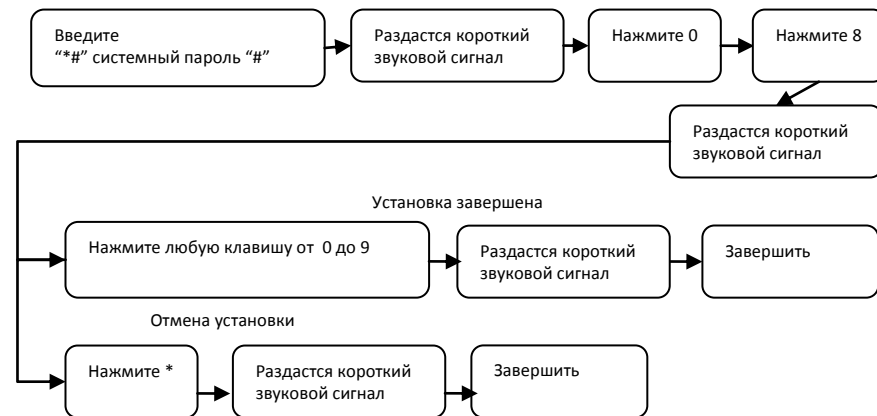 Введите
“*#” системный пароль “#”
Раздастся короткий
звуковой сигнал
Нажмите 0
Нажмите 8
Раздастся короткий
звуковой сигнал
Установка завершена
Нажмите любую клавишу от 0 до 9
Раздастся короткий
звуковой сигнал
Завершить
Отмена установки
Нажмите *
Раздастся короткий
звуковой сигнал
Завершить